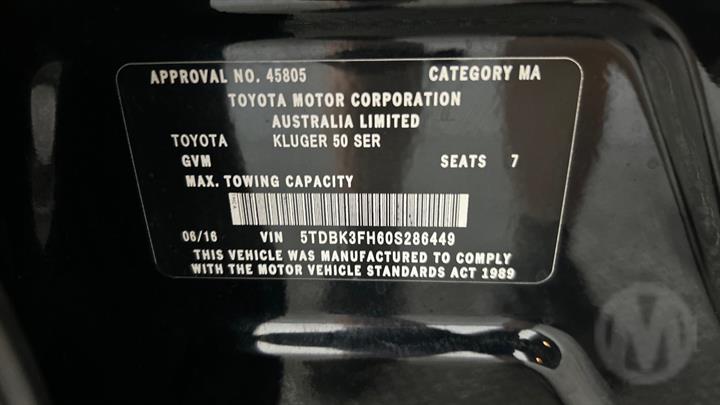 APPROVAL NO. 45805 CATEGORY MA
TOYOTA MOTOR CORPORATION
AUSTRALIA LIMITED
TOYOTA KLUGER 50 SER
GVM SEATS 7
MAX. TOWING CAPACITY
06/16 VIN 5TDBK3FH60S286449
THIS VEHICLE WAS MANUFACTURED TO COMPLY
WITH THE MOTOR VEHICLE STANDARDS ACT 1989
M